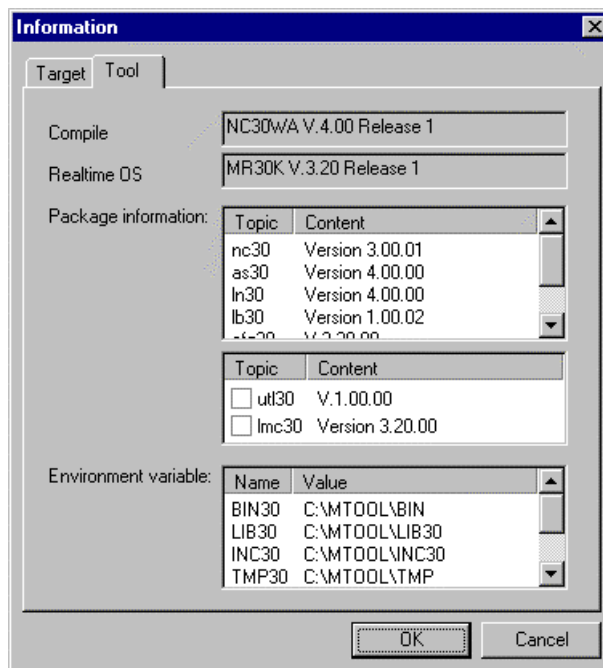 Information
Target Tool
Compile NC30WA V.4.00 Release 1
Realtime OS MR30K V.3.20 Release 1
Package information:
Topic Content
nc30 Version 3.00.01
as30 Version 4.00.00
ln30 Version 4.00.00
lb30 Version 1.00.02
Topic Content
utl30 V.1.00.00
lmc30 Version 3.20.00
Environment variable:
Name Value
BIN30 C:\MTOOL\BIN
LIB30 C:\MTOOL\LIB30
INC30 C:\MTOOL\INC30
TMP30 C:\MTOOL\TMP
OK Cancel